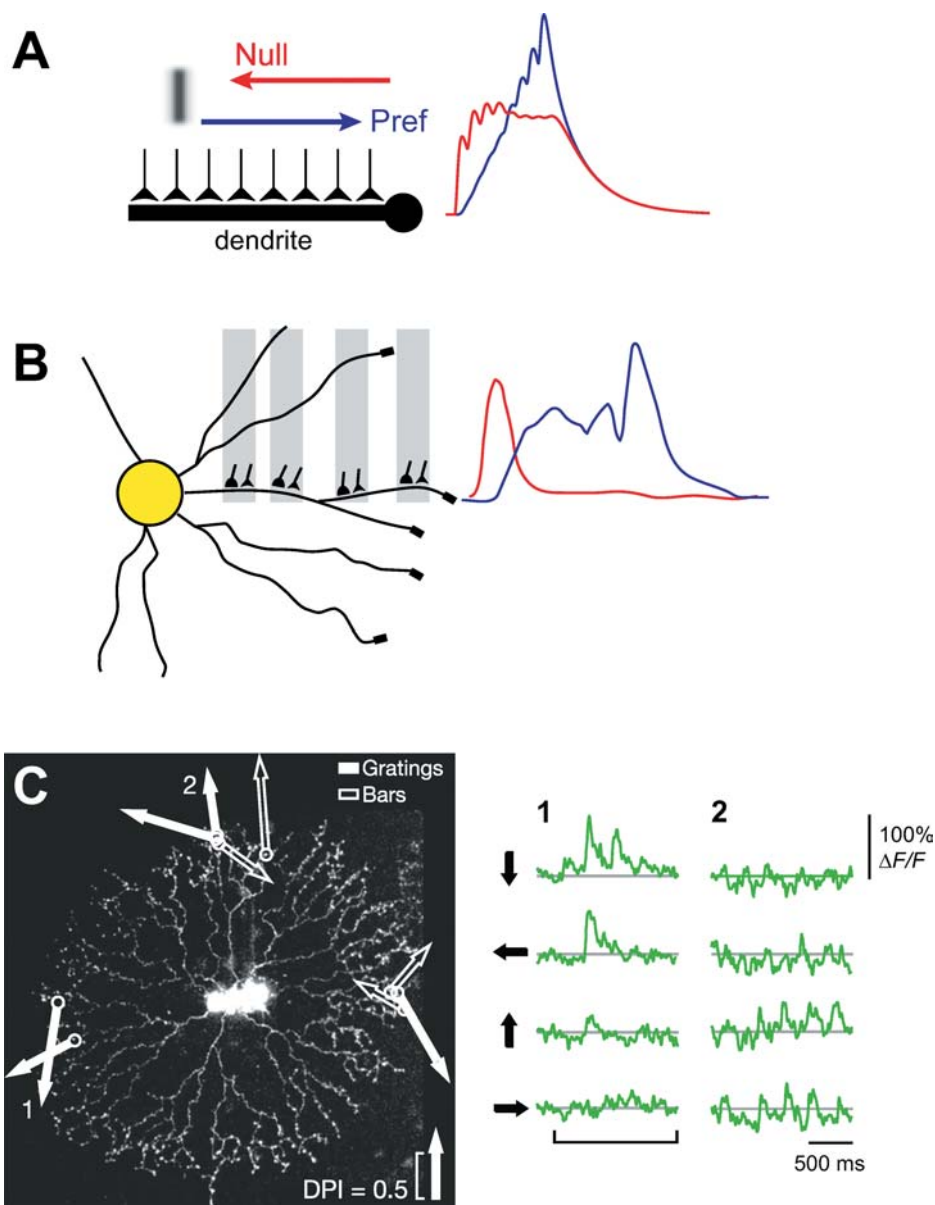 A
Null
Pref
dendrite
B
C
2
Gratings
Bars
1
DPI = 0.5
1
2
100%
ΔF/F
500 ms